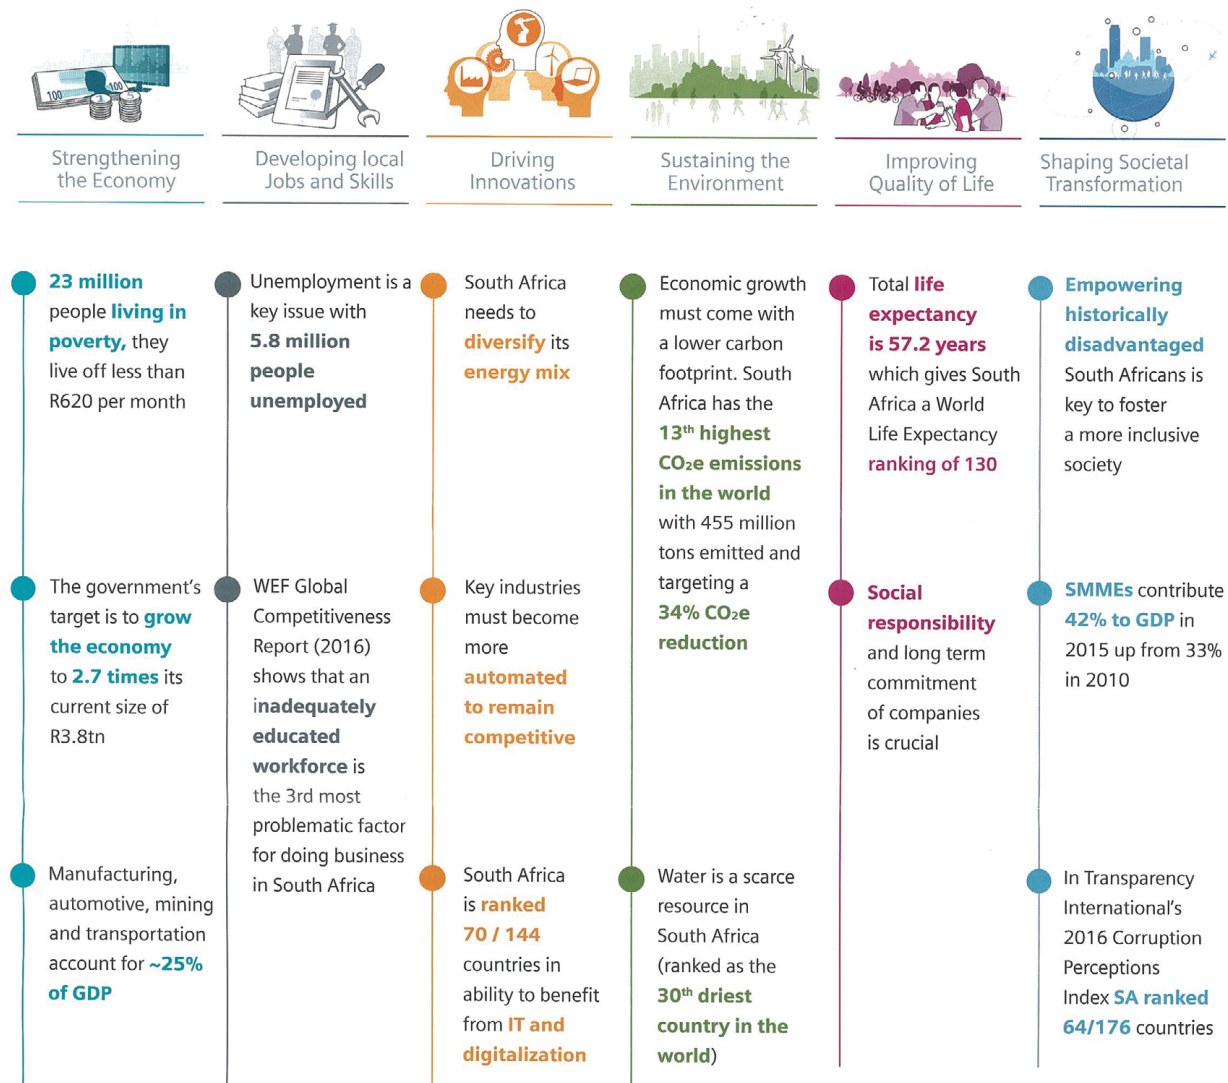 100
100
Strengthening
the Economy
Developing local
Jobs and Skills
Driving
Innovations
Sustaining the
Environment
Improving
Quality of Life
Shaping Societal
Transformation
23 million
people living in
poverty, they
live off less than
R620 per month
The government's
target is to grow
the economy
to 2.7 times its
current size of
R3.8tn
Manufacturing,
automotive, mining
and transportation
account for ~25%
of GDP
Unemployment is a
key issue with
5.8 million
people
unemployed
WEF Global
Competitiveness
Report (2016)
shows that an
inadequately
educated
workforce is
the 3rd most
problematic factor
for doing business
in South Africa
South Africa
needs to
diversify its
energy mix
Key industries
must become
more
automated
to remain
competitive
South Africa
is ranked
70 / 144
countries in
ability to benefit
from IT and
digitalization
Economic growth
must come with
a lower carbon
footprint. South
Africa has the
13th highest
CO₂e emissions
in the world
with 455 million
tons emitted and
targeting a
34% CO₂e
reduction
Water is a scarce
resource in
South Africa
(ranked as the
30th driest
country in the
world)
Total life
expectancy
is 57.2 years
which gives South
Africa a World
Life Expectancy
ranking of 130
Social
responsibility
and long term
commitment
of companies
is crucial
Empowering
historically
disadvantaged
South Africans is
key to foster
a more inclusive
society
SMMEs contribute
42% to GDP in
2015 up from 33%
in 2010
In Transparency
International's
2016 Corruption
Perceptions
Index SA ranked
64/176 countries